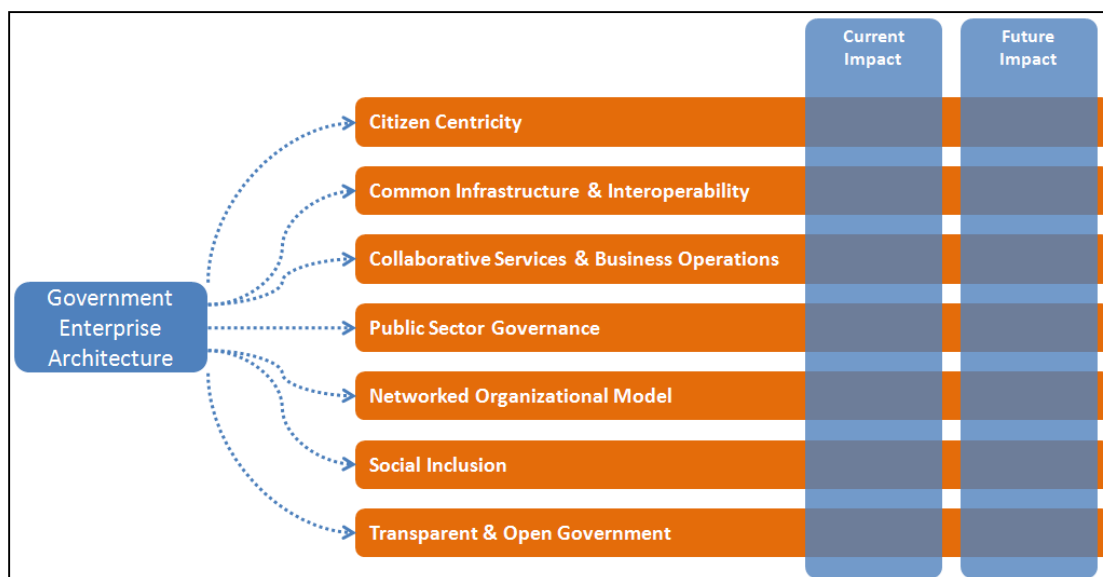 Current
Impact
Future
Impact
Citizen Centricity
Common Infrastructure & Interoperability
Collaborative Services & Business Operations
Government
Enterprise
Architecture
Public Sector Governance
Networked Organizational Model
Social Inclusion
Transparent & Open Government